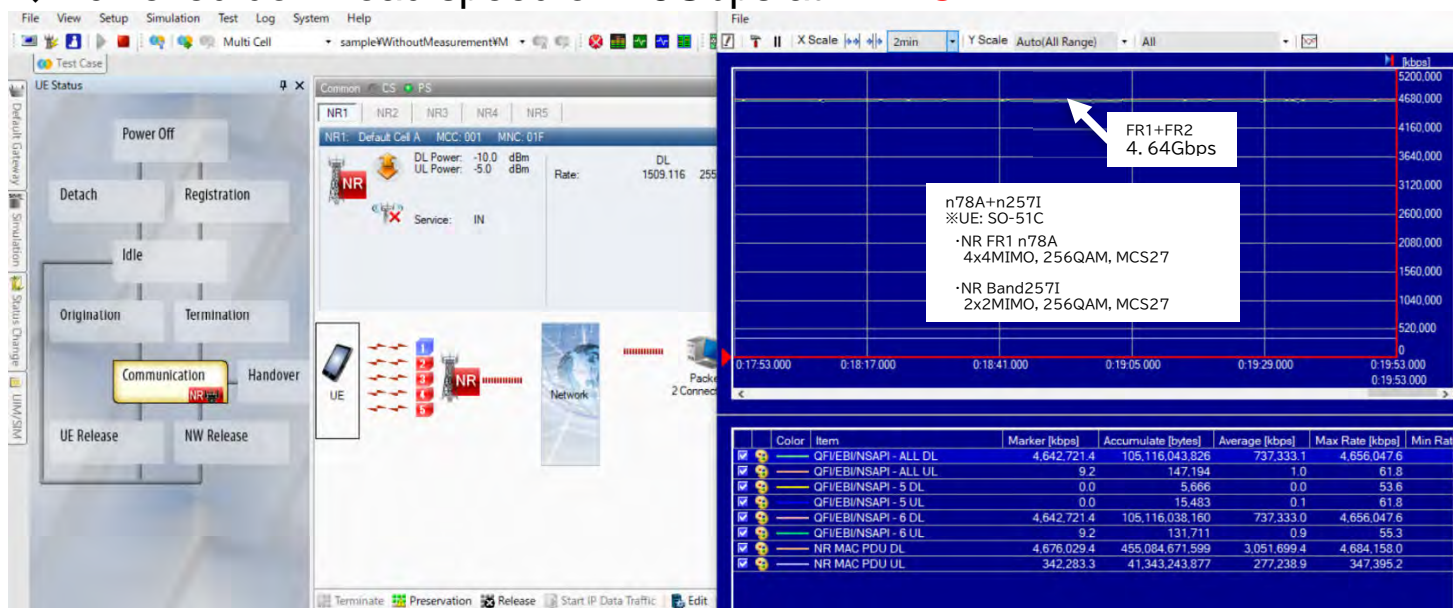 File View Setup Simulation Test Log System Help
Multi Cell
sample¥WithoutMeasurement¥M
Test Case
UE Status
Default Gateway
Simulation
Status Change
UIM/SIM
Power Off
Detach
Registration
Idle
Origination
Termination
Communication
NR
Handover
UE Release
NW Release
Common CS PS
NR1 NR2 NR3 NR4 NR5
NR1: Default Cell A MCC: 001 MNC: 01F
NR
DL Power: -10.0 dBm
UL Power: -5.0 dBm
Service: IN
DL
Rate: 1509.116 255
1
2
3
4
5
NR
UE
Network
Packe
2 Connect
Terminate Preservation Release Start IP Data Traffic Edit
File
X Scale 2min Y Scale Auto(All Range) All
[kbps]
5200,000
4680,000
4160,000
3640,000
3120,000
2600,000
2080,000
1560,000
1040,000
520,000
0
FR1+FR2
4. 64Gbps
n78A+n257I
※UE: SO-51C
・NR FR1 n78A
4x4MIMO, 256QAM, MCS27
・NR Band257I
2x2MIMO, 256QAM, MCS27
0:17:53.000 0:18:17.000 0:18:41.000 0:19:05.000 0:19:29.000 0:19:53.000
0:19:53.000
Color Item Marker [kbps] Accumulate [bytes] Average [kbps] Max Rate [kbps] Min Rat
QFI/EBI/NSAPI - ALL DL 4,642,721.4 105,116,043,826 737,333.1 4,656,047.6
QFI/EBI/NSAPI - ALL UL 9.2 147,194 1.0 61.8
QFI/EBI/NSAPI - 5 DL 0.0 5,666 0.0 53.6
QFI/EBI/NSAPI - 5 UL 0.0 15,483 0.1 61.8
QFI/EBI/NSAPI - 6 DL 4,642,721.4 105,116,038,160 737,333.0 4,656,047.6
QFI/EBI/NSAPI - 6 UL 9.2 131,711 0.9 55.3
NR MAC PDU DL 4,676,029.4 455,084,671,599 3,051,699.4 4,684,158.0
NR MAC PDU UL 342,283.3 41,343,243,877 277,238.9 347,395.2